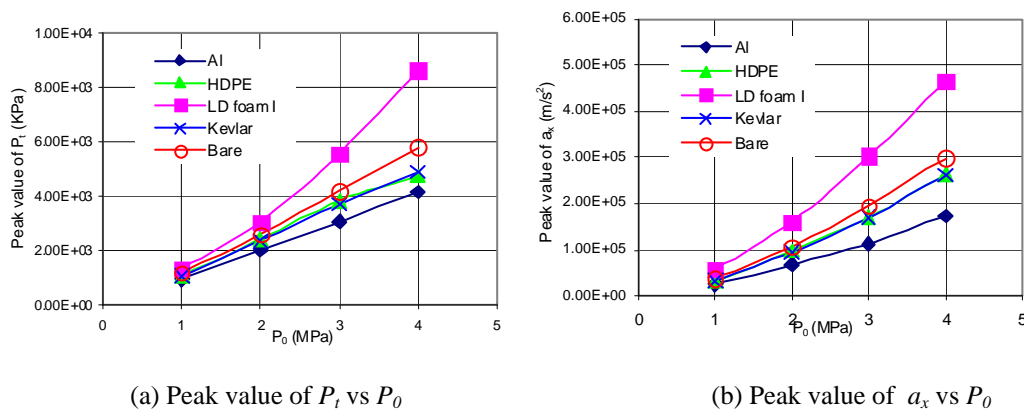 1.00E+04
8.00E+03
6.00E+03
4.00E+03
2.00E+03
0.00E+00
Peak value of Pt (KPa)
Al
HDPE
LD foam I
Kevlar
Bare
0 1 2 3 4 5
P0 (MPa)
(a) Peak value of Pt vs P0
6.00E+05
5.00E+05
4.00E+05
3.00E+05
2.00E+05
1.00E+05
0.00E+00
Peak value of ax (m/s²)
Al
HDPE
LD foam I
Kevlar
Bare
0 1 2 3 4 5
P0 (MPa)
(b) Peak value of ax vs P0